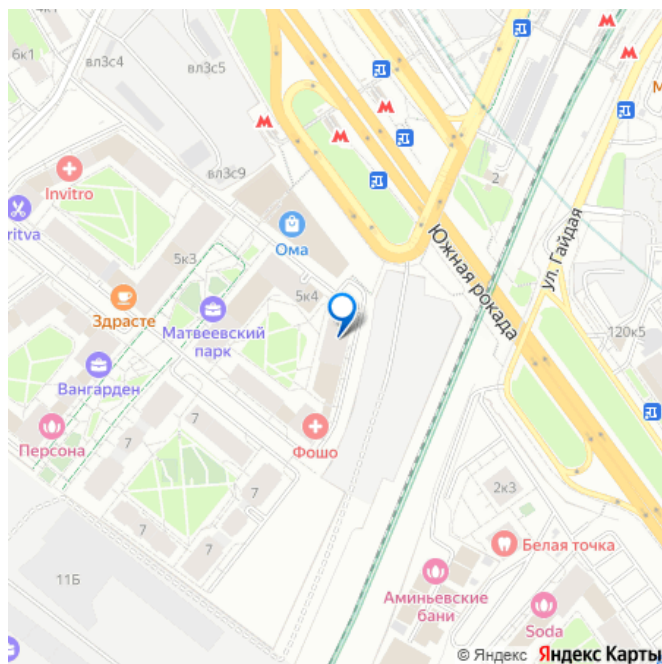 4к1
6к1
вл3с4
вл3с5
М
вл3с9
2
Invitro
ritva
Ома
5к3
5к4
Южная рокада
ул. Гайдая
Здрасте
Матвеевский
парк
120к5
Вангарден
Персона
Фошо
7
7
7
7
7
2к3
Белая точка
11Б
Аминьевские
бани
Soda
© Яндекс Яндекс Карты